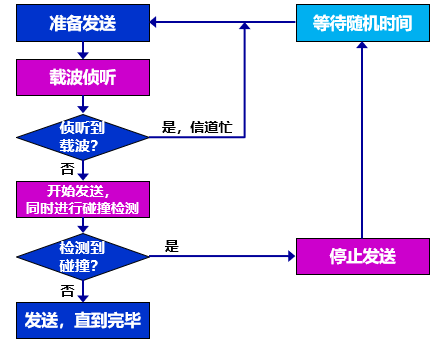 准备发送
等待随机时间
载波侦听
侦听到
载波？
是，信道忙
否
开始发送，
同时进行碰撞检测
检测到
碰撞？
是
停止发送
否
发送，直到完毕